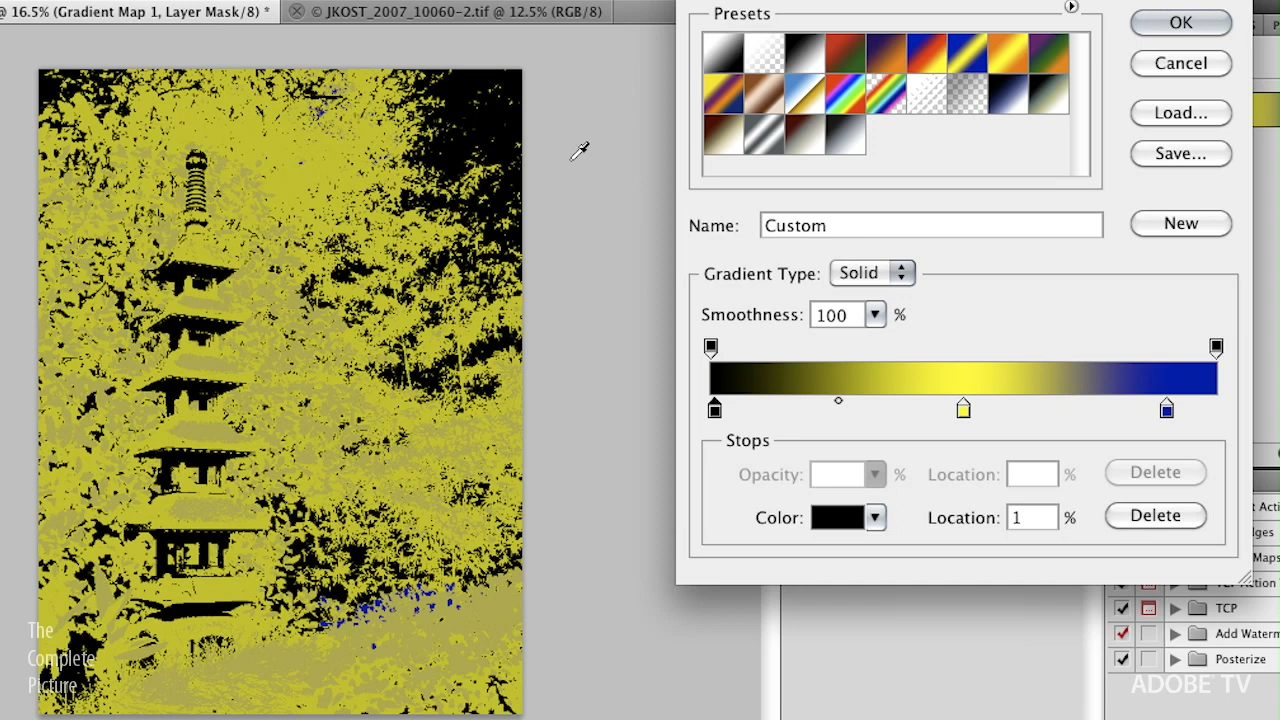 @ 16.5% (Gradient Map 1, Layer Mask/8) *
© JKOST_2007_10060-2.tif @ 12.5% (RGB/8)
Presets
OK
Cancel
Load...
Save...
Name: Custom
New
Gradient Type: Solid
Smoothness: 100 %
Stops
Opacity: % Location: % Delete
Color: Location: 1 % Delete
TCP
Add Waterm
Posterize
The
Complete
Picture
ADOBE TV